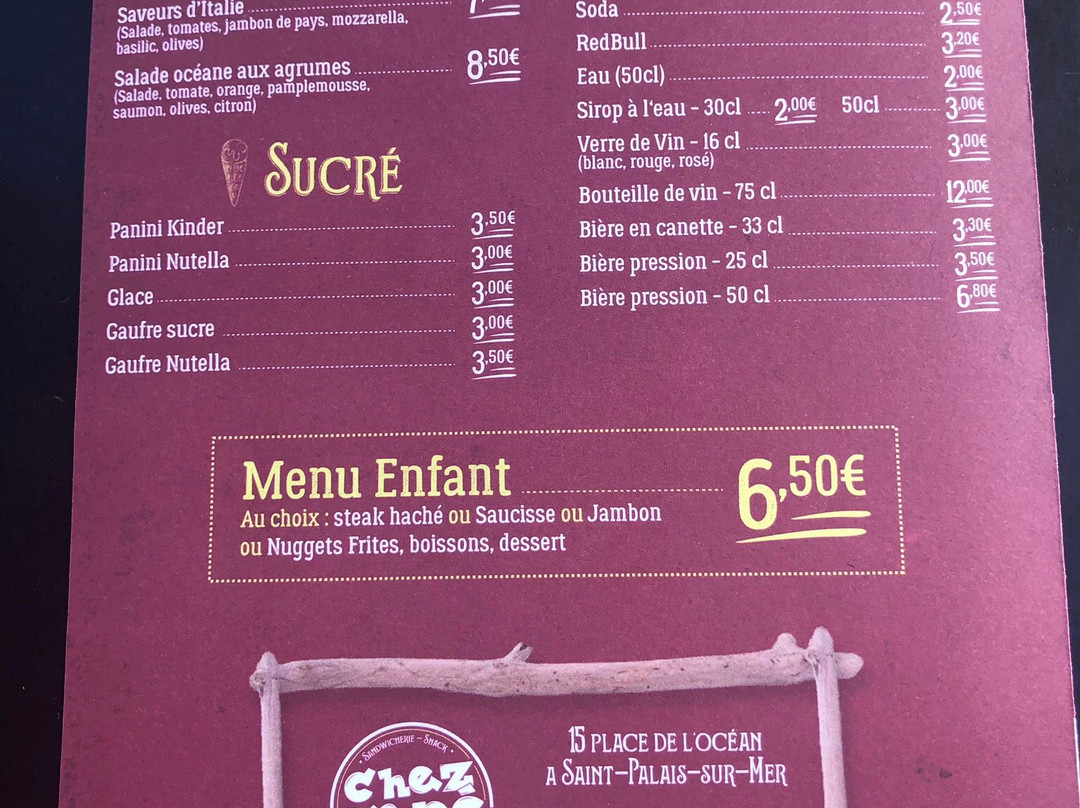 Saveurs d'Italie
(Salade, tomates, jambon de pays, mozzarella,
basilic, olives)
Salade océane aux agrumes 8,50€
(Salade, tomate, orange, pamplemousse,
saumon, olives, citron)
SUCRÉ
Panini Kinder 3,50€
Panini Nutella 3,00€
Glace 3,00€
Gaufre sucre 3,00€
Gaufre Nutella 3,50€
Soda 2,50€
RedBull 3,20€
Eau (50cl) 2,00€
Sirop à l'eau - 30cl 2,00€ 50cl 3,00€
Verre de Vin - 16 cl 3,00€
(blanc, rouge, rosé)
Bouteille de vin - 75 cl 12,00€
Bière en canette - 33 cl 3,30€
Bière pression - 25 cl 3,50€
Bière pression - 50 cl 6,80€
Menu Enfant 6,50€
Au choix : steak haché ou Saucisse ou Jambon
ou Nuggets Frites, boissons, dessert
SANDWICHERIE - SNACK
Chez
15 PLACE DE L'OCÉAN
A SAINT-PALAIS-SUR-MER